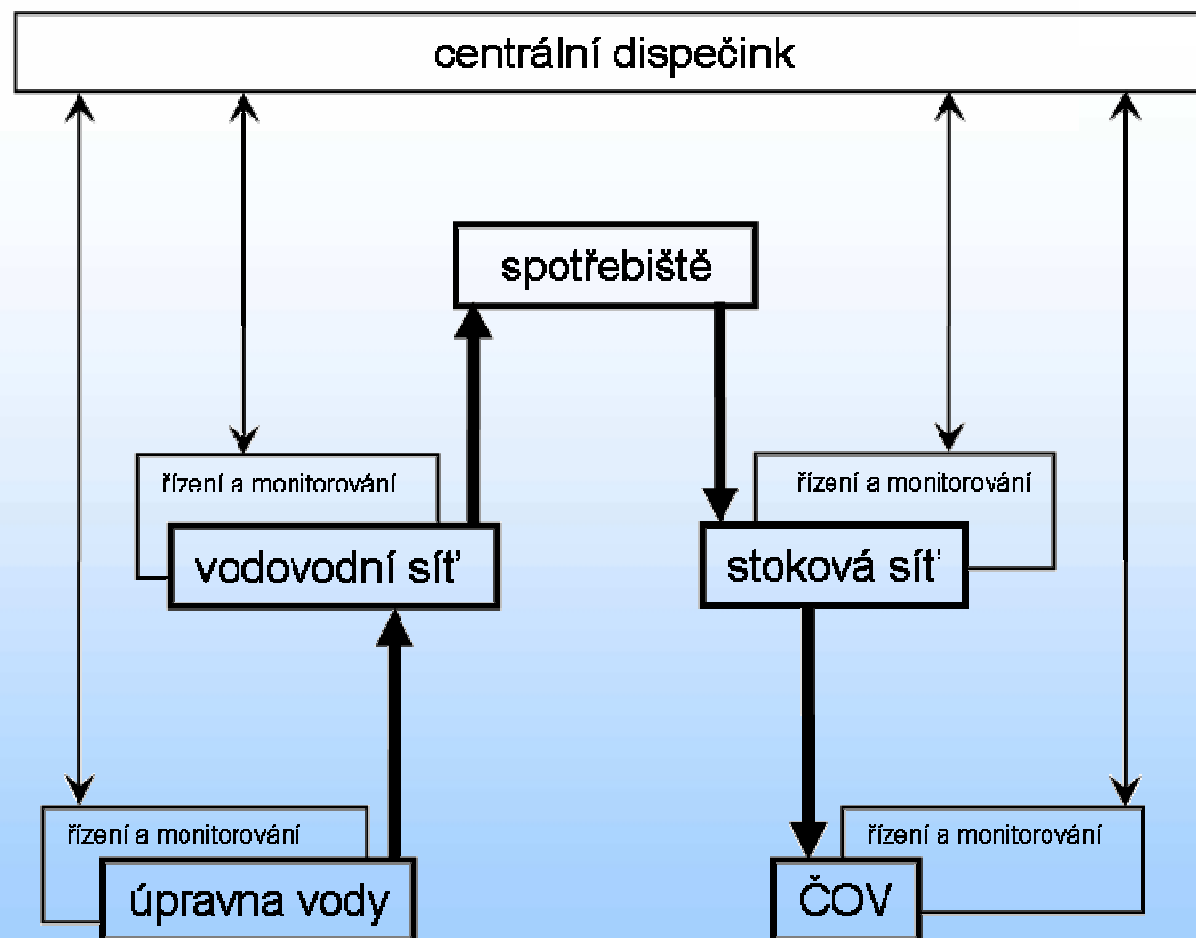 centrální dispečink
spotřebiště
řízení a monitorování
řízení a monitorování
vodovodní síť
stoková síť
řízení a monitorování
řízení a monitorování
úpravna vody
ČOV